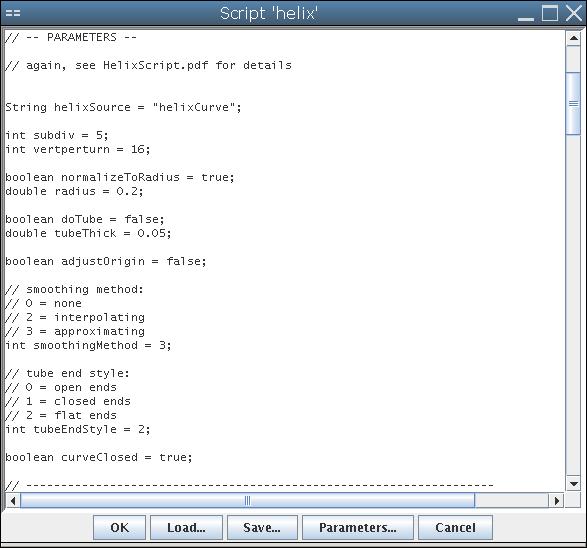 Script 'helix'
// -- PARAMETERS --
// again, see HelixScript.pdf for details
String helixSource = "helixCurve";
int subdiv = 5;
int vertperturn = 16;
boolean normalizeToRadius = true;
double radius = 0.2;
boolean doTube = false;
double tubeThick = 0.05;
boolean adjustOrigin = false;
// smoothing method:
// 0 = none
// 2 = interpolating
// 3 = approximating
int smoothingMethod = 3;
// tube end style:
// 0 = open ends
// 1 = closed ends
// 2 = flat ends
int tubeEndStyle = 2;
boolean curveClosed = true;
// -------------------------------------------------------------------
OK Load... Save... Parameters... Cancel